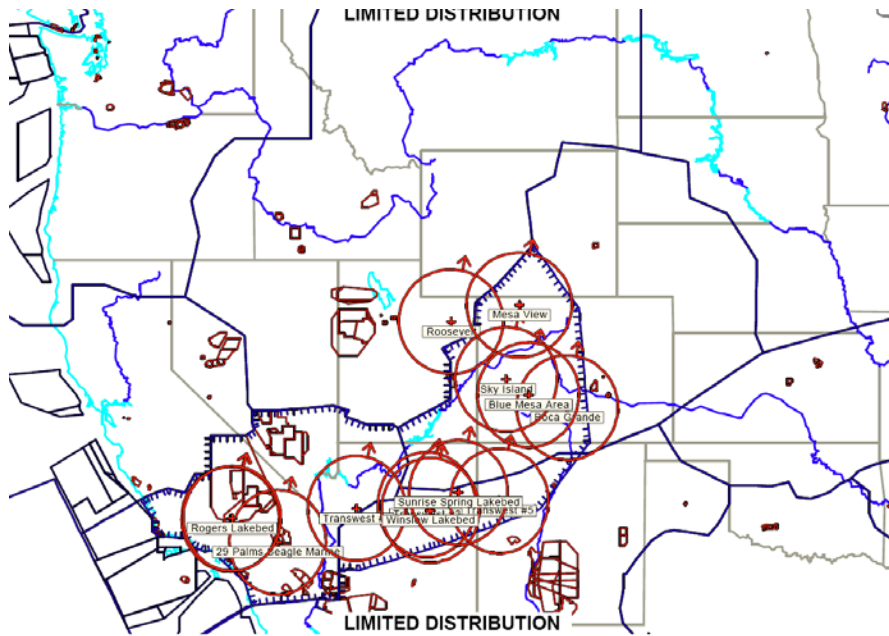 LIMITED DISTRIBUTION
Mesa View
Roosevel
Sky Island
Blue Mesa Area
Boca Grande
Sunrise Spring Lakebed
Transwest #5
Transwest
Winslow Lakebed
Rogers Lakebed
29 Palms Beagle Marine
LIMITED DISTRIBUTION